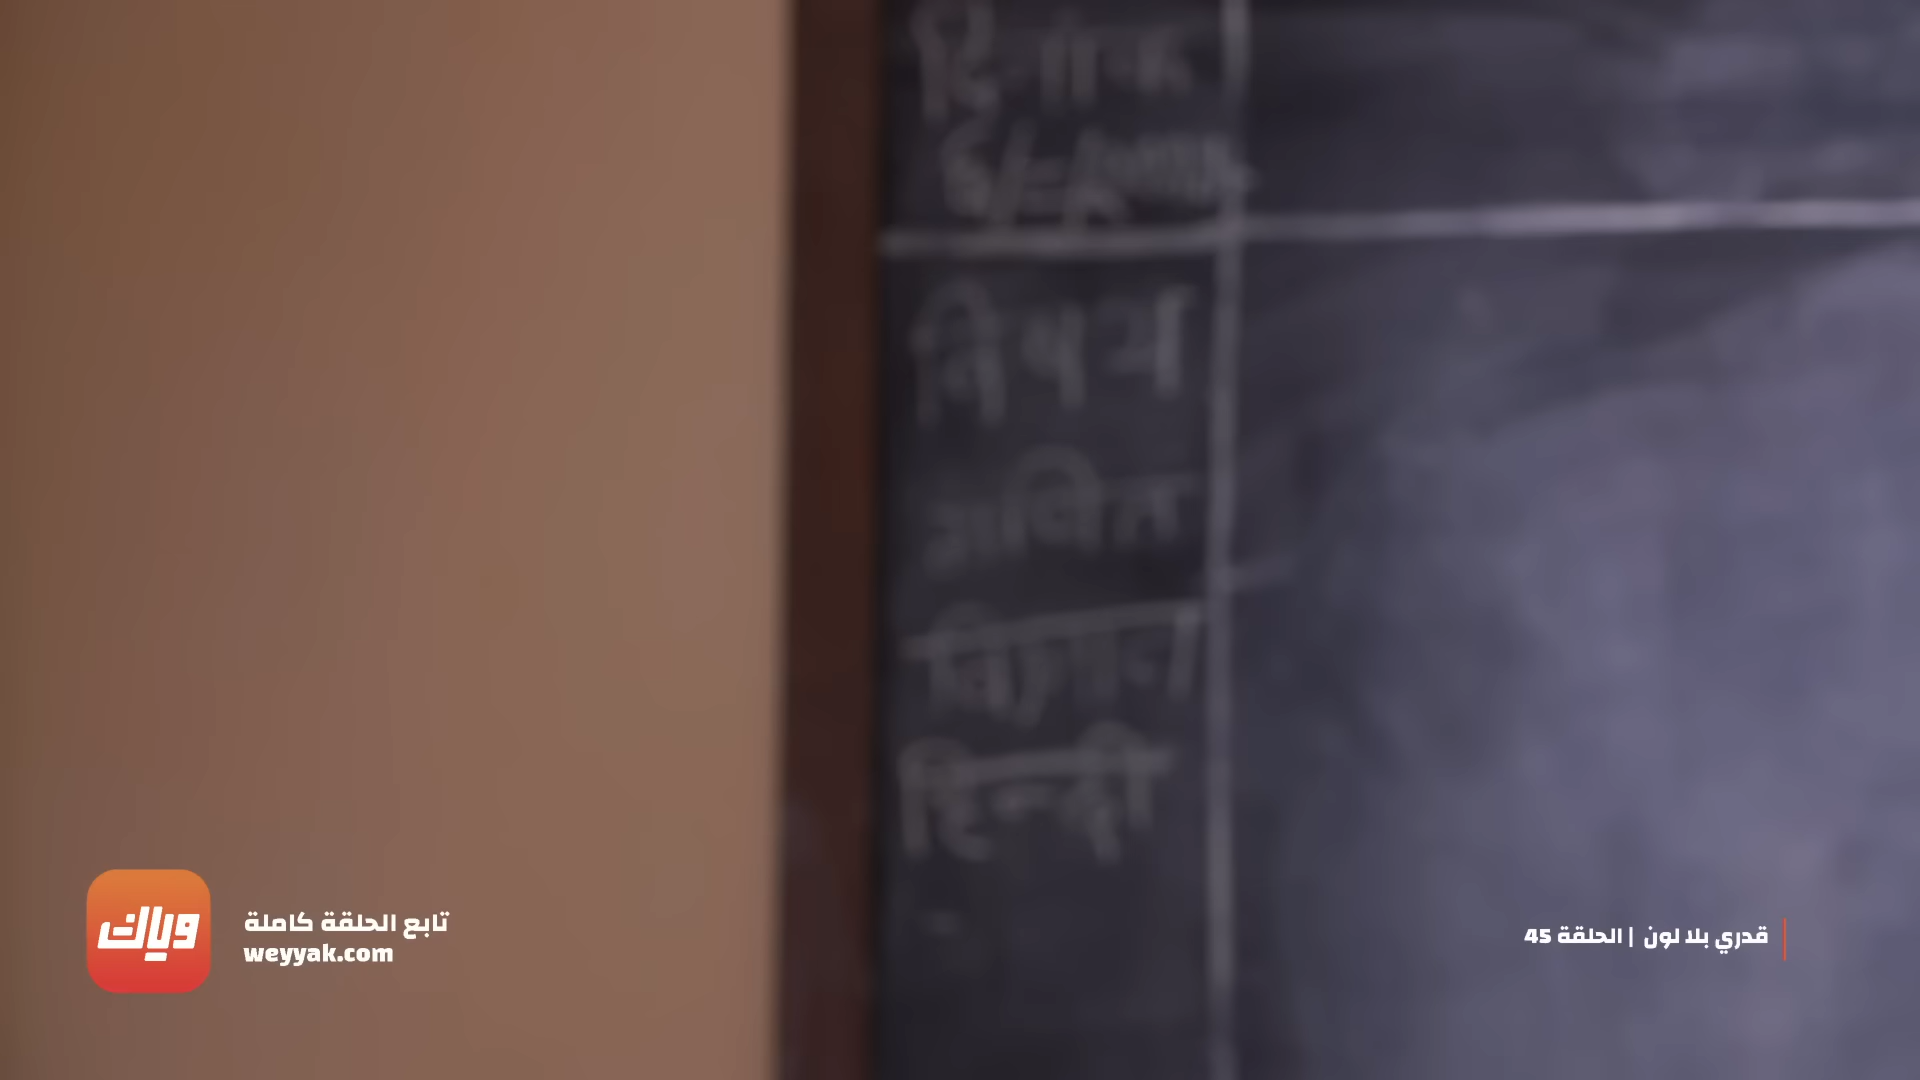 दिनांक
विषय
गणित
विज्ञान
हिन्दी
وياك
تابع الحلقة كاملة
weyyak.com
قدري بلا لون | الحلقة 45